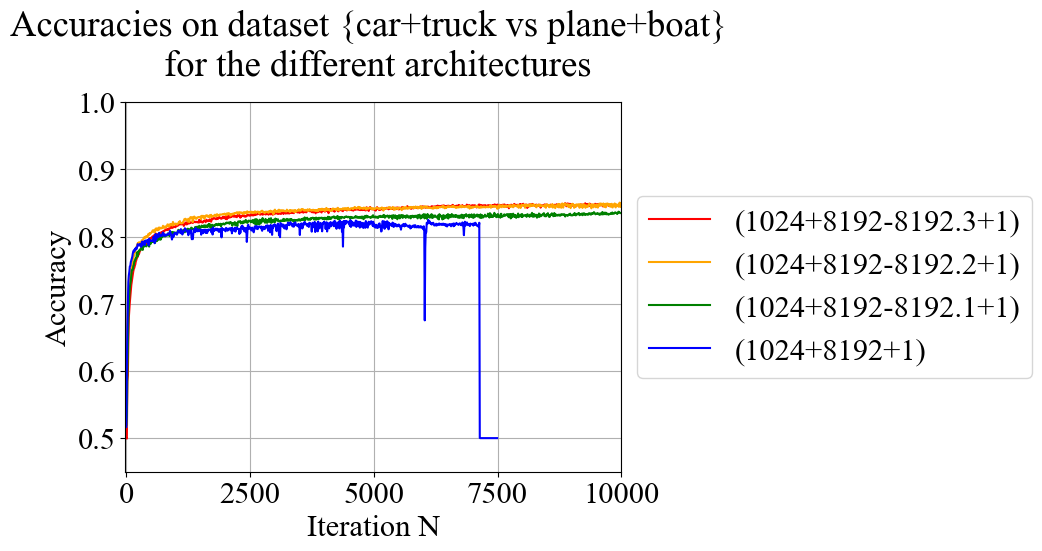 Accuracies on dataset {car+truck vs plane+boat}
for the different architectures
1.0
0.9
0.8
0.7
0.6
0.5
Accuracy
0 2500 5000 7500 10000
Iteration N
(1024+8192-8192.3+1)
(1024+8192-8192.2+1)
(1024+8192-8192.1+1)
(1024+8192+1)